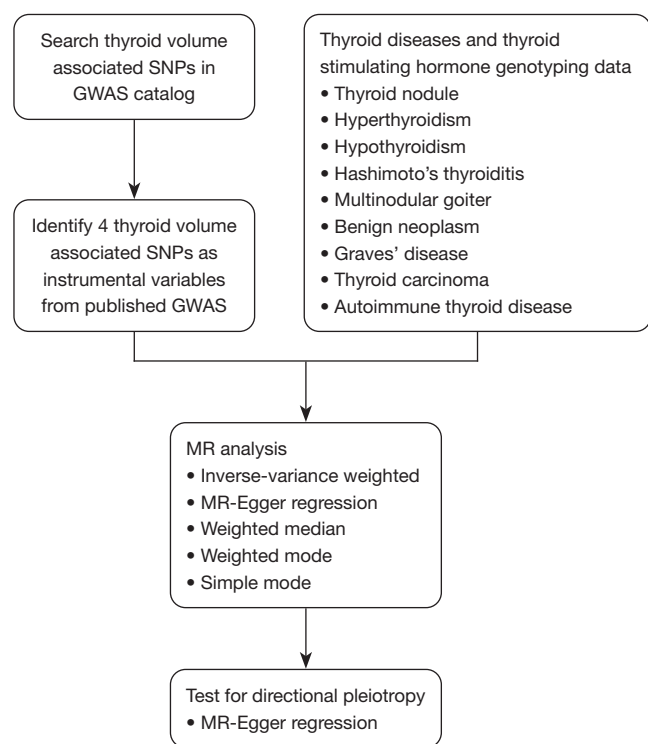 Search thyroid volume
associated SNPs in
GWAS catalog
Identify 4 thyroid volume
associated SNPs as
instrumental variables
from published GWAS
Thyroid diseases and thyroid
stimulating hormone genotyping data
• Thyroid nodule
• Hyperthyroidism
• Hypothyroidism
• Hashimoto's thyroiditis
• Multinodular goiter
• Benign neoplasm
• Graves' disease
• Thyroid carcinoma
• Autoimmune thyroid disease
MR analysis
• Inverse-variance weighted
• MR-Egger regression
• Weighted median
• Weighted mode
• Simple mode
Test for directional pleiotropy
• MR-Egger regression